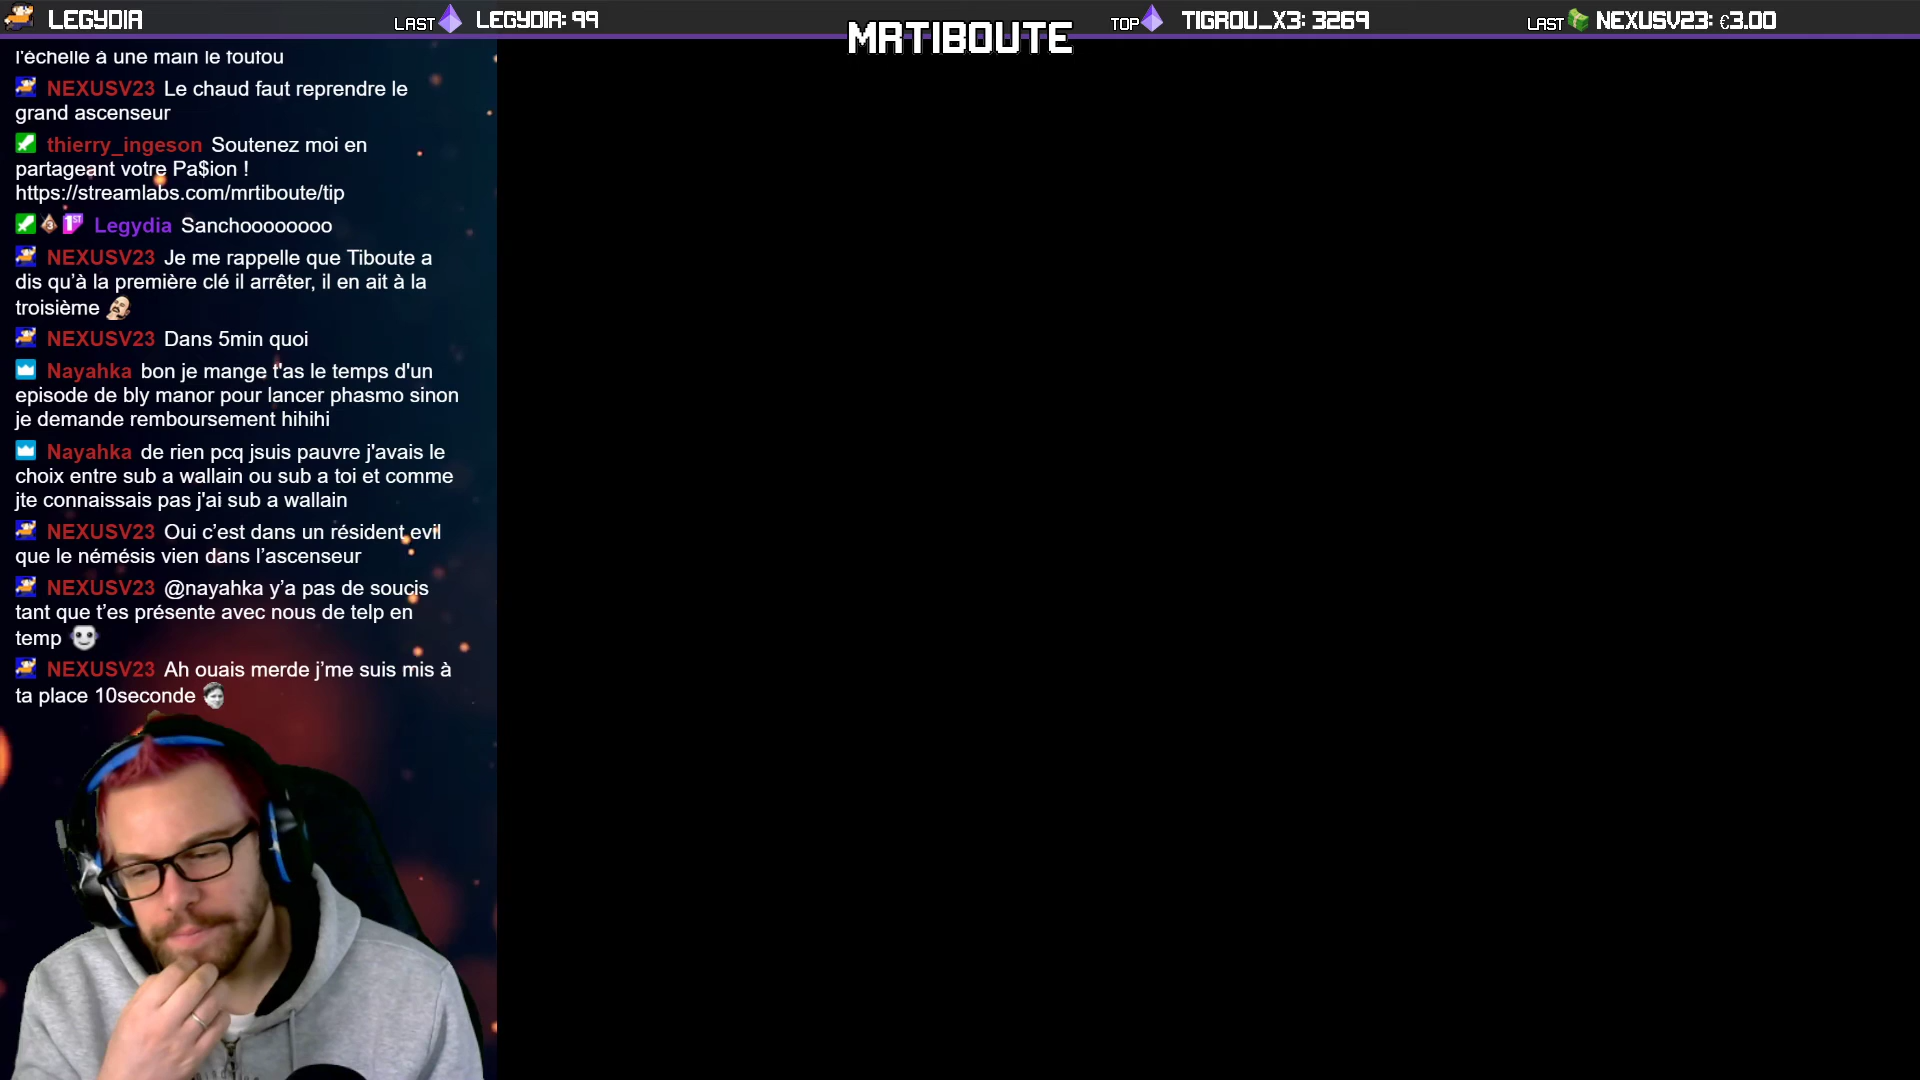 LEGYDIA
LAST LEGYDIA: 99
MRTIBOUTE
TOP TIGROU_X3: 3269
LAST NEXUSV23: €3.00
l'échelle à une main le toutou
NEXUSV23 Le chaud faut reprendre le
grand ascenseur
thierry_ingeson Soutenez moi en
partageant votre Pa$ion !
https://streamlabs.com/mrtiboute/tip
3 1ST Legydia Sanchoooooooo
NEXUSV23 Je me rappelle que Tiboute a
dis qu’à la première clé il arrêter, il en ait à la
troisième
NEXUSV23 Dans 5min quoi
Nayahka bon je mange t'as le temps d'un
episode de bly manor pour lancer phasmo sinon
je demande remboursement hihihi
Nayahka de rien pcq jsuis pauvre j'avais le
choix entre sub a wallain ou sub a toi et comme
jte connaissais pas j'ai sub a wallain
NEXUSV23 Oui c’est dans un résident evil
que le némésis vien dans l’ascenseur
NEXUSV23 @nayahka y’a pas de soucis
tant que t’es présente avec nous de telp en
temp
NEXUSV23 Ah ouais merde j’me suis mis à
ta place 10seconde